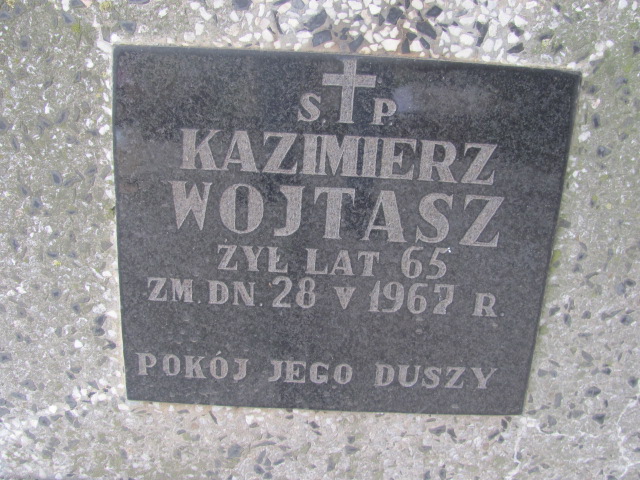 S. P.
KAZIMIERZ
WOJTASZ
ŻYŁ LAT 65
ZM. DN. 28 V 1967 R.
POKÓJ JEGO DUSZY